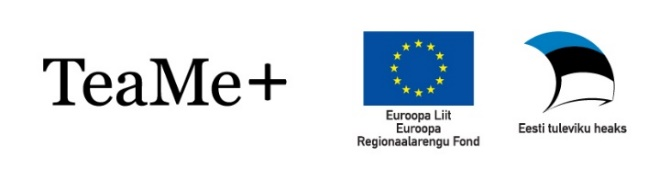 TeaMe+
Euroopa Liit
Euroopa
Regionaalarengu Fond
Eesti tuleviku heaks